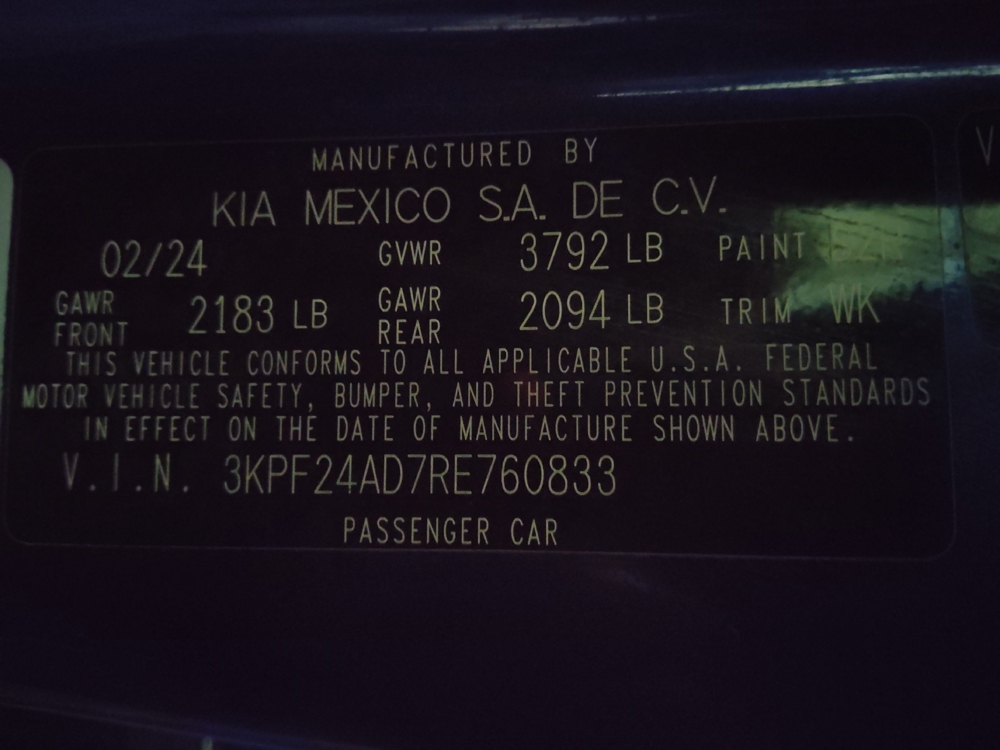 MANUFACTURED BY
KIA MEXICO S.A. DE C.V.
02/24 GVWR 3792 LB PAINT
GAWR FRONT 2183 LB GAWR REAR 2094 LB TRIM WK
THIS VEHICLE CONFORMS TO ALL APPLICABLE U.S.A. FEDERAL
MOTOR VEHICLE SAFETY, BUMPER, AND THEFT PREVENTION STANDARDS
IN EFFECT ON THE DATE OF MANUFACTURE SHOWN ABOVE.
V.I.N. 3KPF24AD7RE760833
PASSENGER CAR